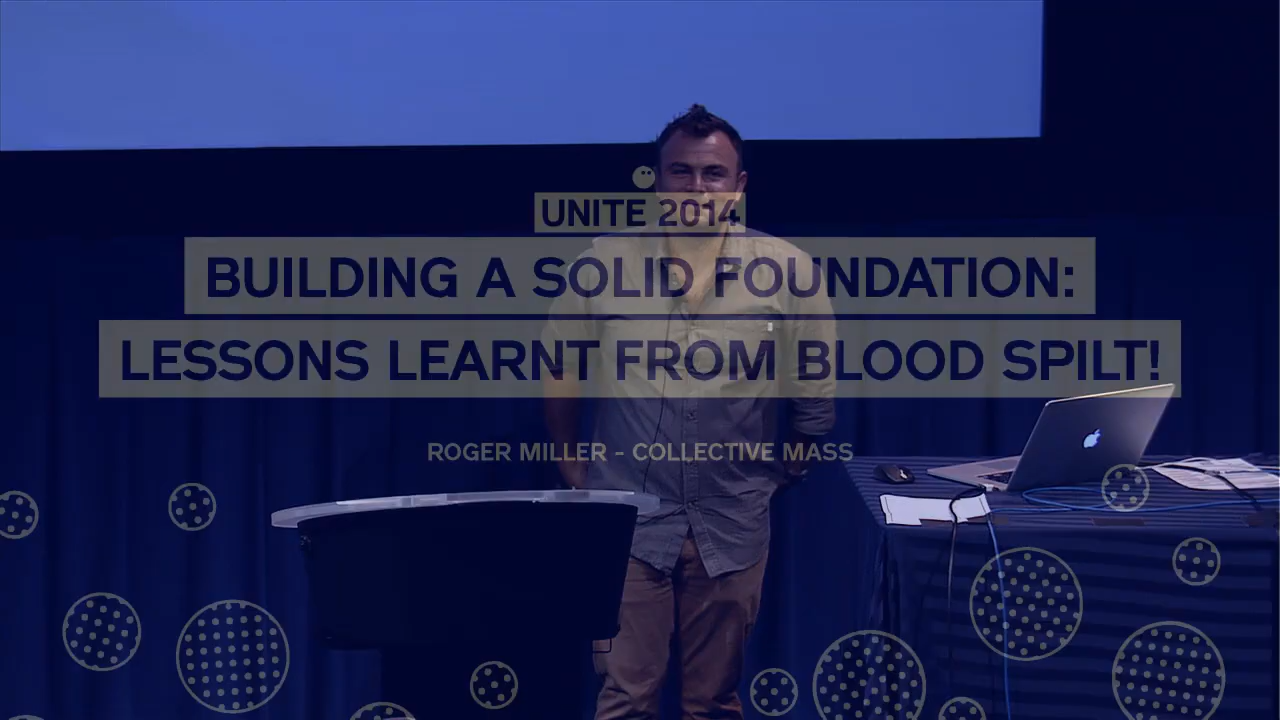 UNITE 2014
BUILDING A SOLID FOUNDATION:
LESSONS LEARNT FROM BLOOD SPILT!
ROGER MILLER - COLLECTIVE MASS